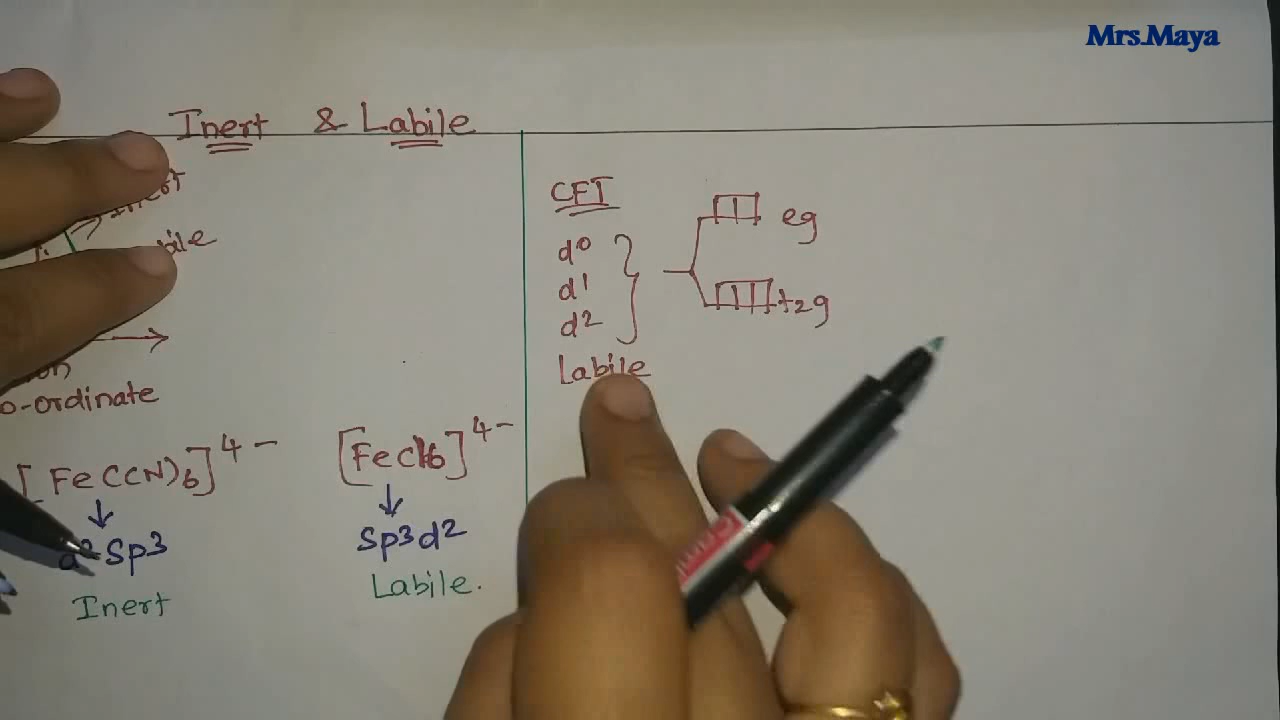 Mrs.Maya
Inert & Labile
CFT
d⁰
d¹
d²
Labile
eg
t2g
o-ordinate
[Fe(CN)6]⁴⁻
Sp³
Inert
[FeCl6]⁴⁻
Sp³d²
Labile.